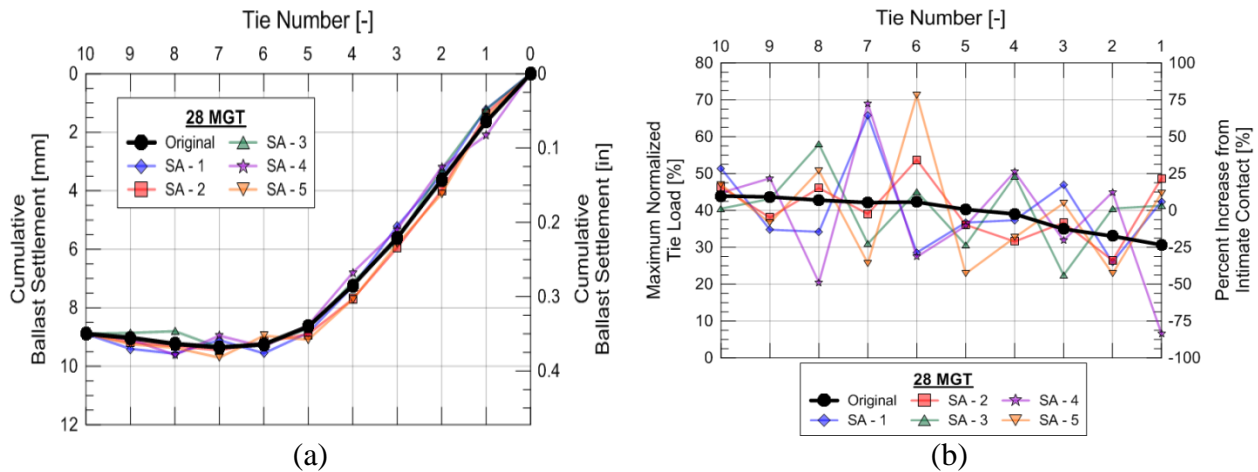 Tie Number [-]
10 9 8 7 6 5 4 3 2 1 0
Cumulative
Ballast Settlement [mm]
0
2
4
6
8
10
12
28 MGT
Original SA - 3
SA - 1 SA - 4
SA - 2 SA - 5
0
0.1
0.2
0.3
0.4
Cumulative
Ballast Settlement [in]
(a)
Tie Number [-]
10 9 8 7 6 5 4 3 2 1
Maximum Normalized
Tie Load [%]
80
70
60
50
40
30
20
10
0
100
75
50
25
0
-25
-50
-75
-100
Percent Increase from
Intimate Contact [%]
28 MGT
Original SA - 2 SA - 4
SA - 1 SA - 3 SA - 5
(b)